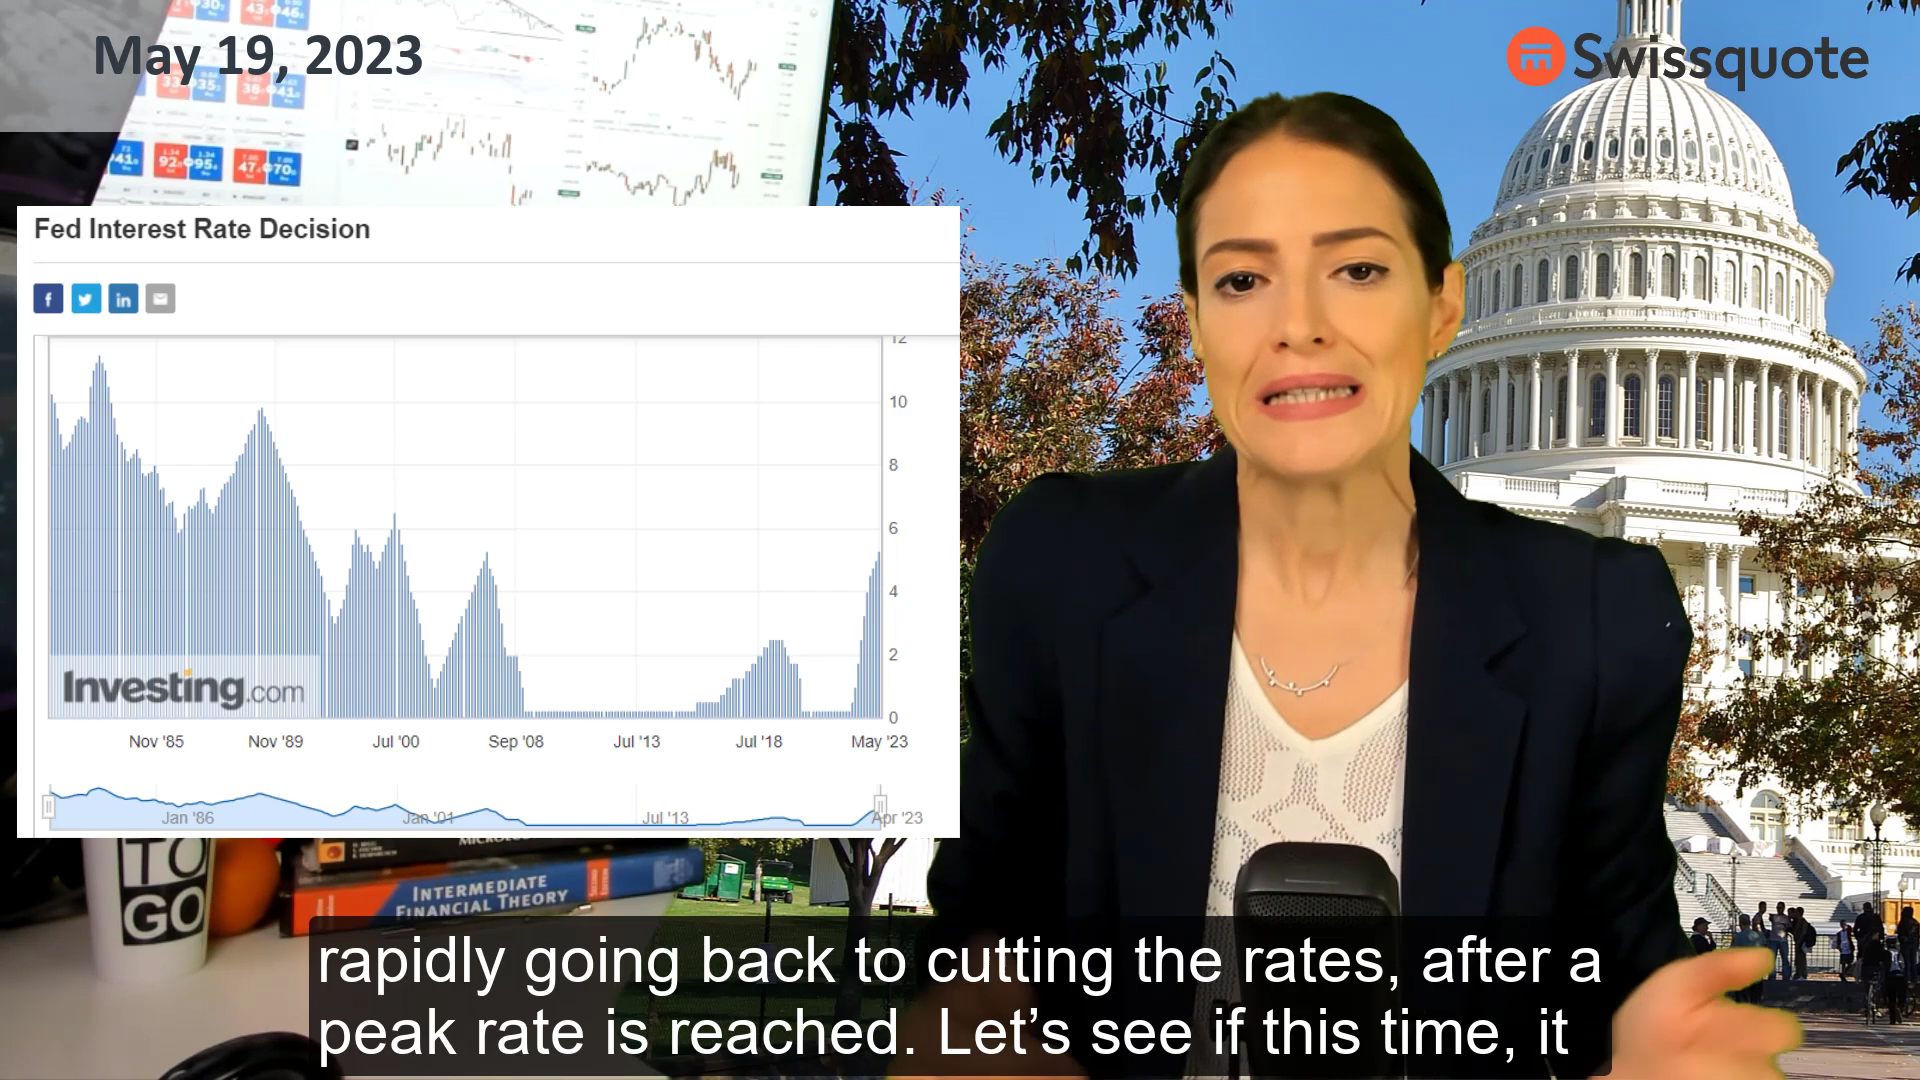 May 19, 2023
Swissquote
Fed Interest Rate Decision
12
10
8
6
4
2
0
Investing.com
Nov '85
Nov '89
Jul '00
Sep '08
Jul '13
Jul '18
May '23
Jan '86
Jan '01
Jul '13
Apr '23
TO
GO
INTERMEDIATE
FINANCIAL THEORY
SECOND
EDITION
rapidly going back to cutting the rates, after a
peak rate is reached. Let's see if this time, it